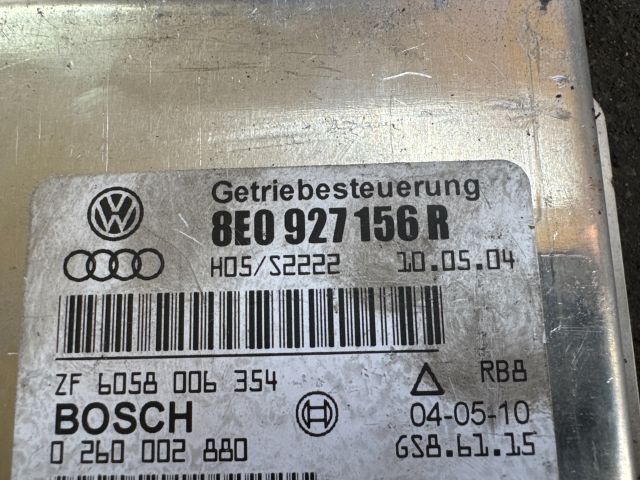 Getriebesteuerung
8E0 927 156 R
H05/S2222 10.05.04
ZF 6058 006 354 RB8
BOSCH 04-05-10
0 260 002 880 GS8.61.15